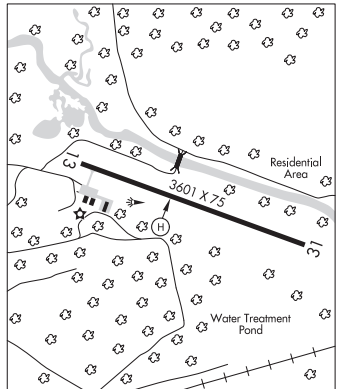 Residential
Area
13
3601 X 75
H
31
Water Treatment
Pond